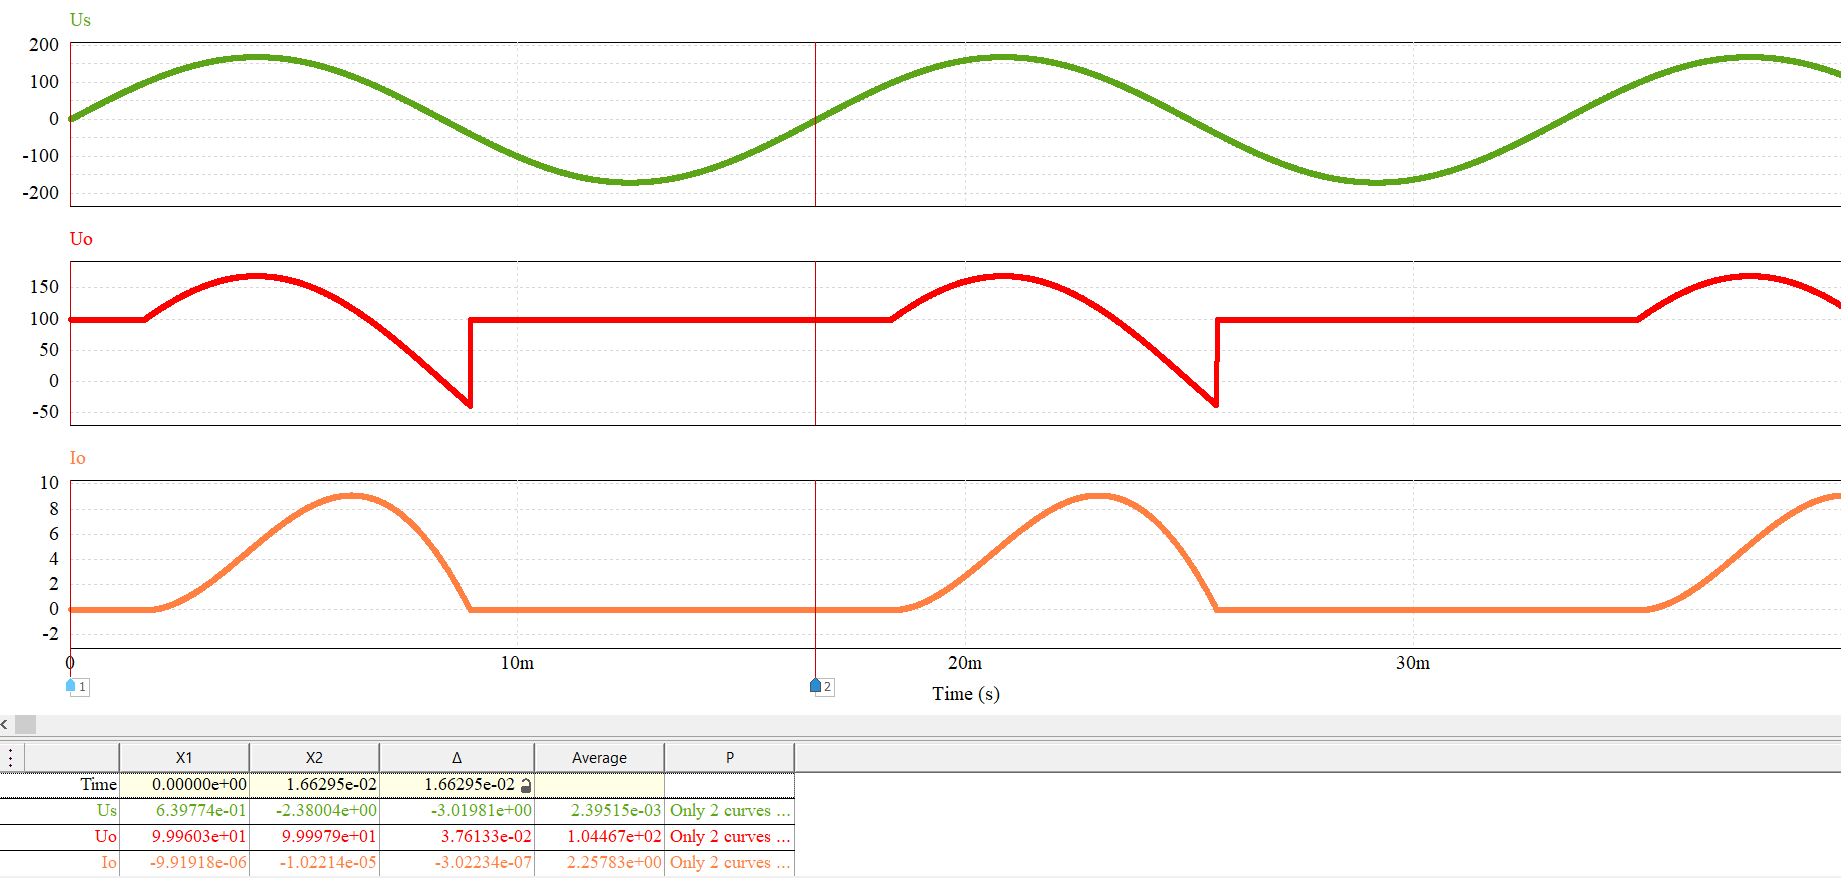 Us
200
100
0
-100
-200
Uo
150
100
50
0
-50
Io
10
8
6
4
2
0
-2
0 10m 20m 30m
1 2
Time (s)
X1 X2 Δ Average P
Time 0.00000e+00 1.66295e-02 1.66295e-02
Us 6.39774e-01 -2.38004e+00 -3.01981e+00 2.39515e-03 Only 2 curves ...
Uo 9.99603e+01 9.99979e+01 3.76133e-02 1.04467e+02 Only 2 curves ...
Io -9.91918e-06 -1.02214e-05 -3.02234e-07 2.25783e+00 Only 2 curves ...